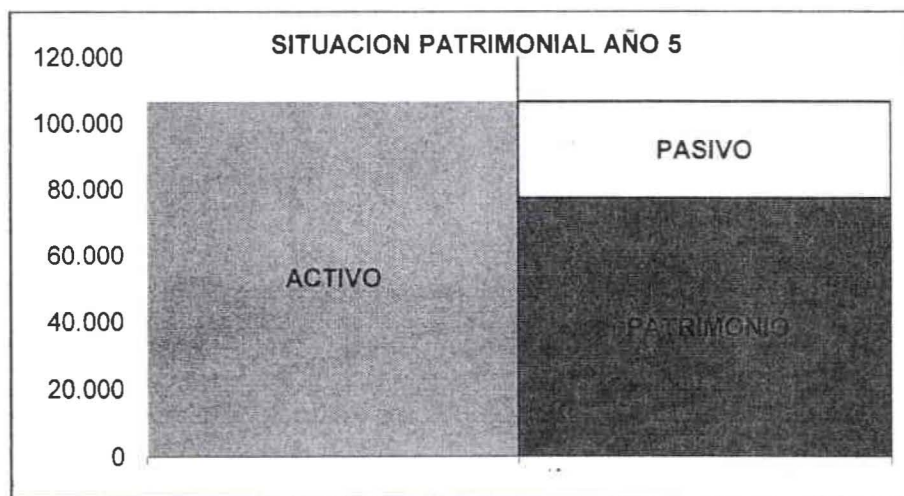 SITUACION PATRIMONIAL AÑO 5
120.000
100.000
80.000
60.000
40.000
20.000
0
ACTIVO
PASIVO
PATRIMONIO